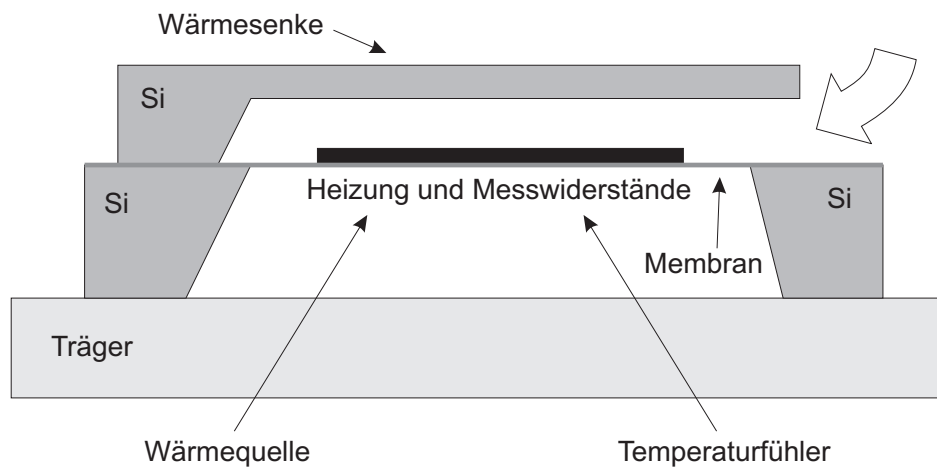 Wärmesenke
Si
Si
Heizung und Messwiderstände
Si
Membran
Träger
Wärmequelle
Temperaturfühler